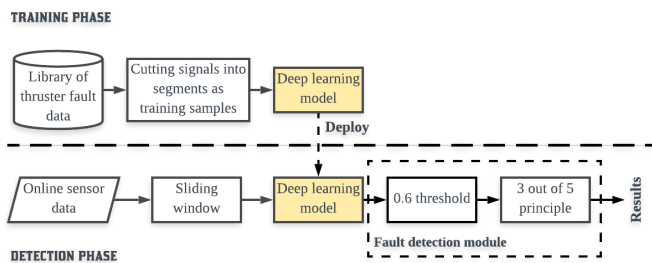 TRAINING PHASE
Library of
thruster fault
data
Cutting signals into
segments as
training samples
Deep learning
model
Deploy
Online sensor
data
Sliding
window
Deep learning
model
0.6 threshold
3 out of 5
principle
Results
Fault detection module
DETECTION PHASE